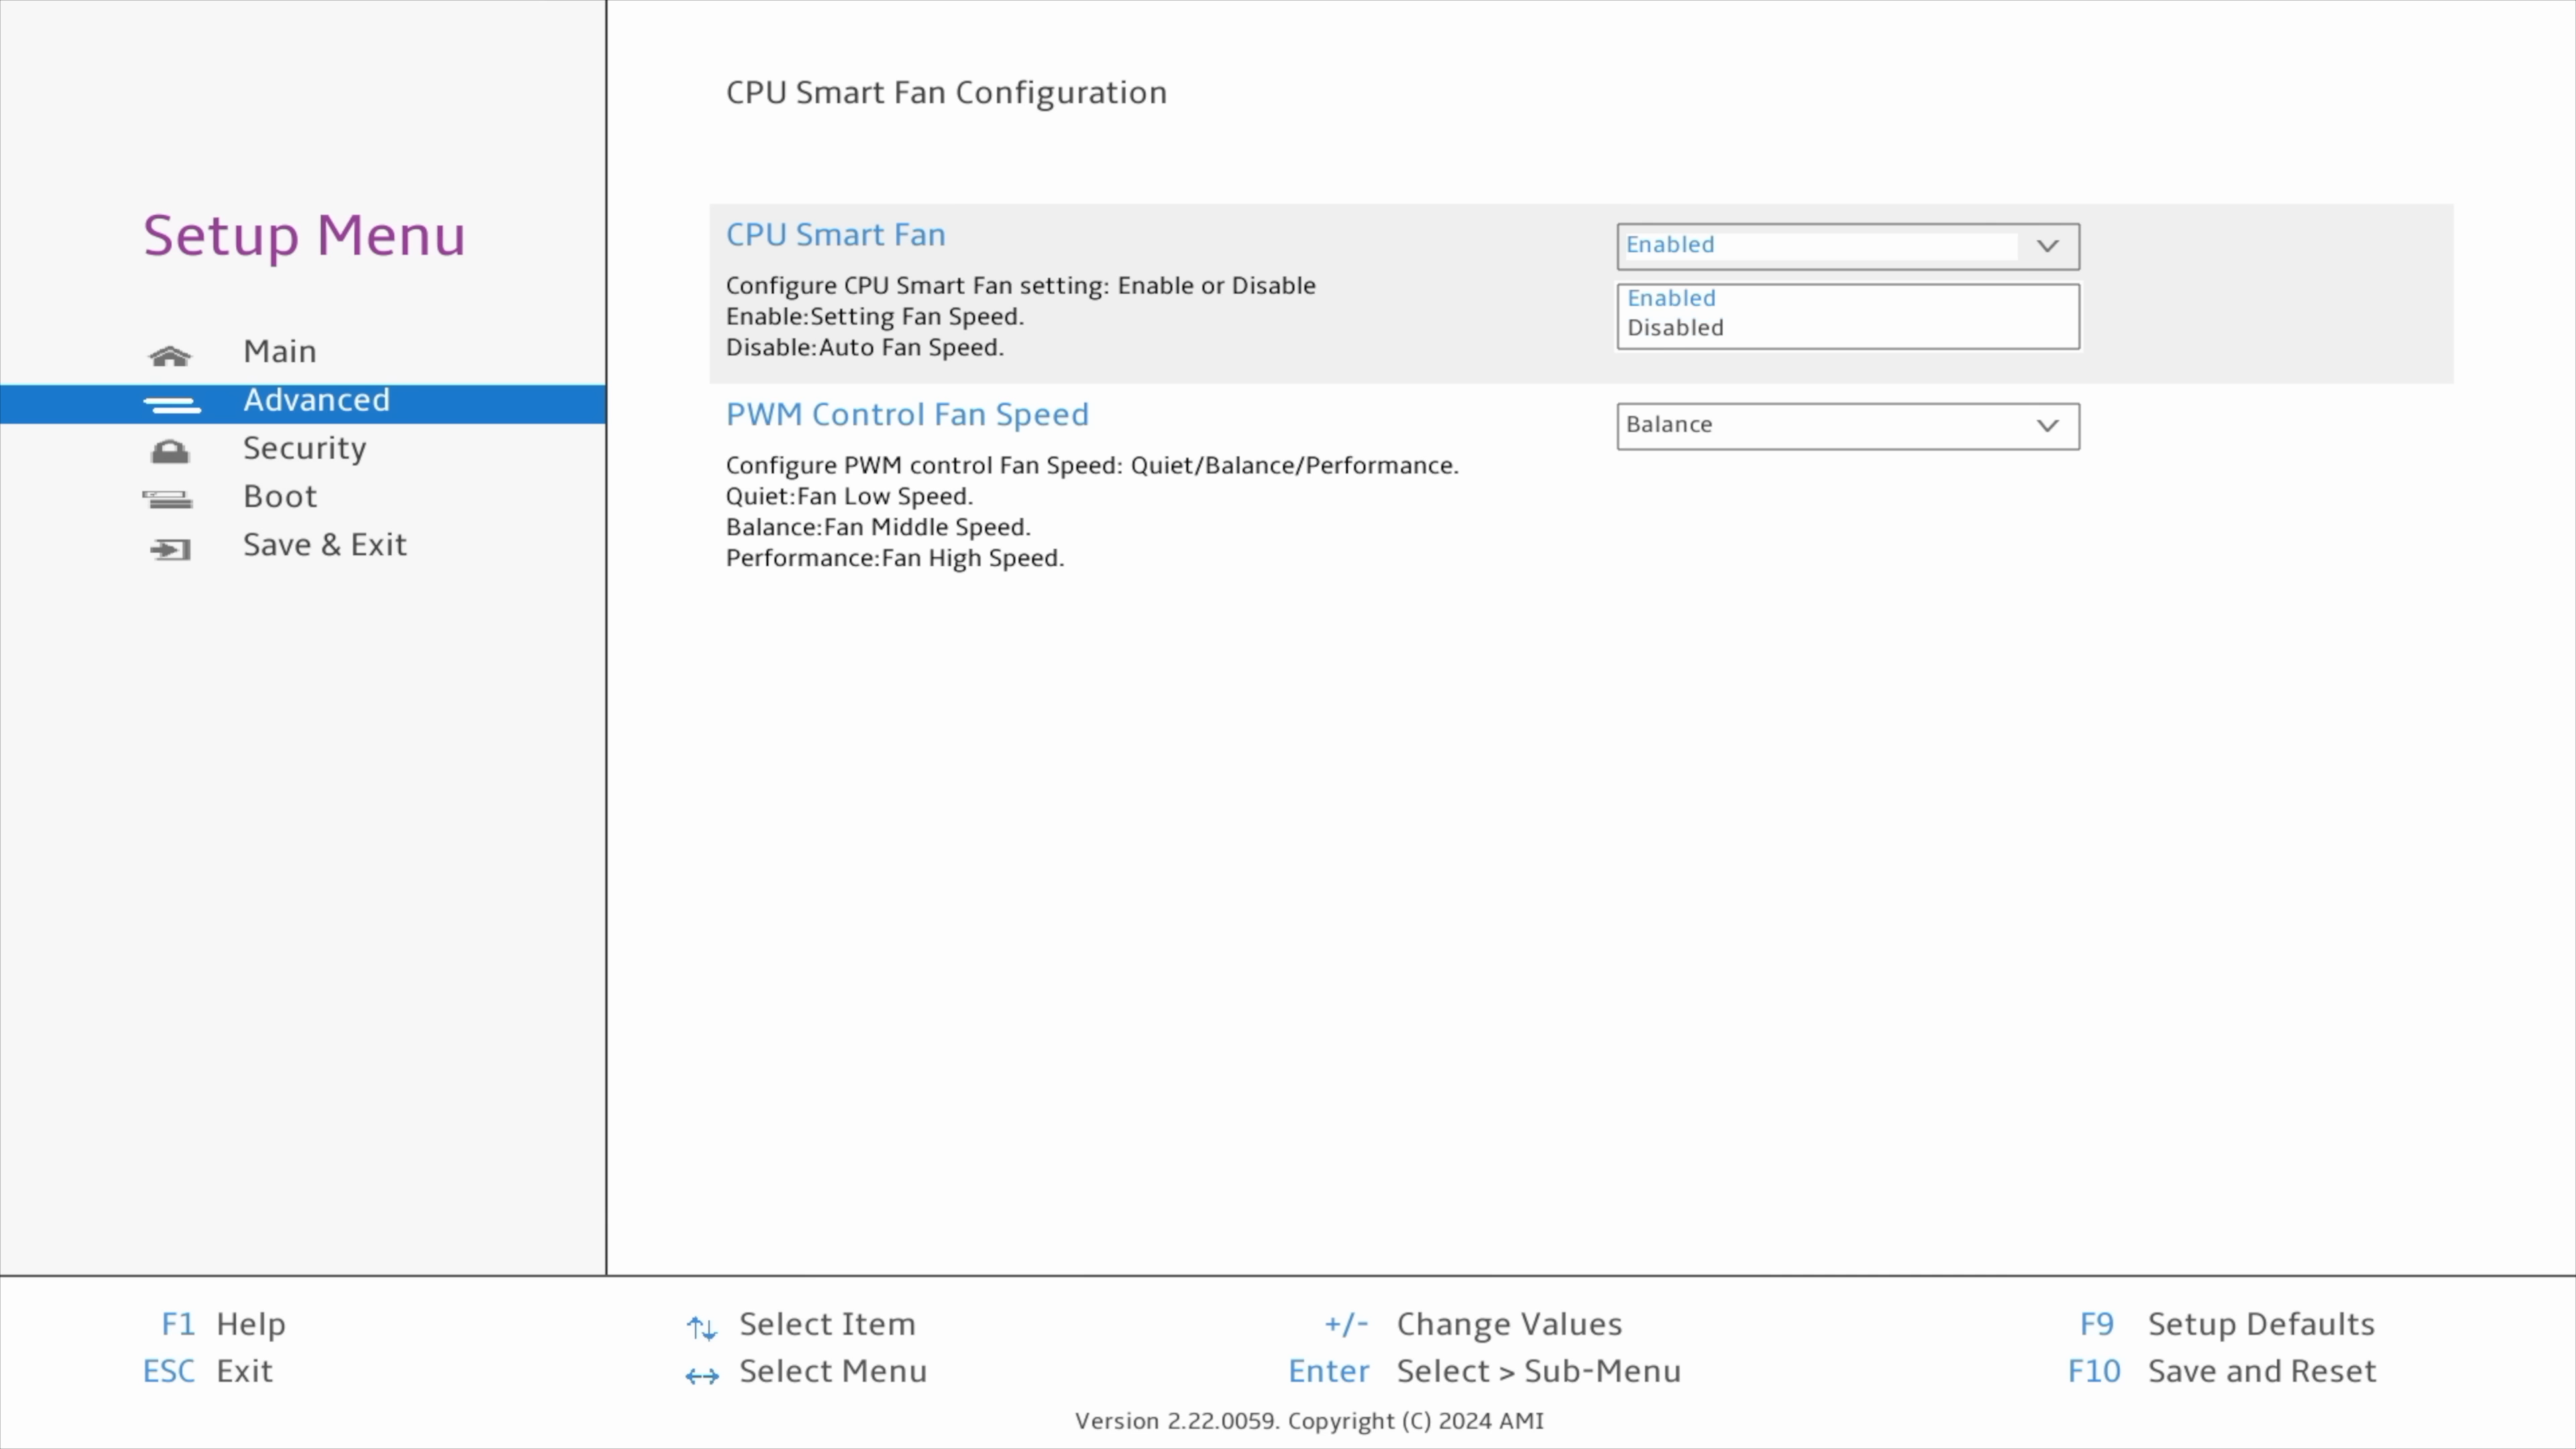 CPU Smart Fan Configuration
Setup Menu
Main
Advanced
Security
Boot
Save & Exit
CPU Smart Fan
Enabled
Configure CPU Smart Fan setting: Enable or Disable
Enable:Setting Fan Speed.
Disable:Auto Fan Speed.
Enabled
Disabled
PWM Control Fan Speed
Balance
Configure PWM control Fan Speed: Quiet/Balance/Performance.
Quiet:Fan Low Speed.
Balance:Fan Middle Speed.
Performance:Fan High Speed.
F1 Help
ESC Exit
↑↓ Select Item
↔ Select Menu
+/- Change Values
Enter Select > Sub-Menu
F9 Setup Defaults
F10 Save and Reset
Version 2.22.0059. Copyright (C) 2024 AMI